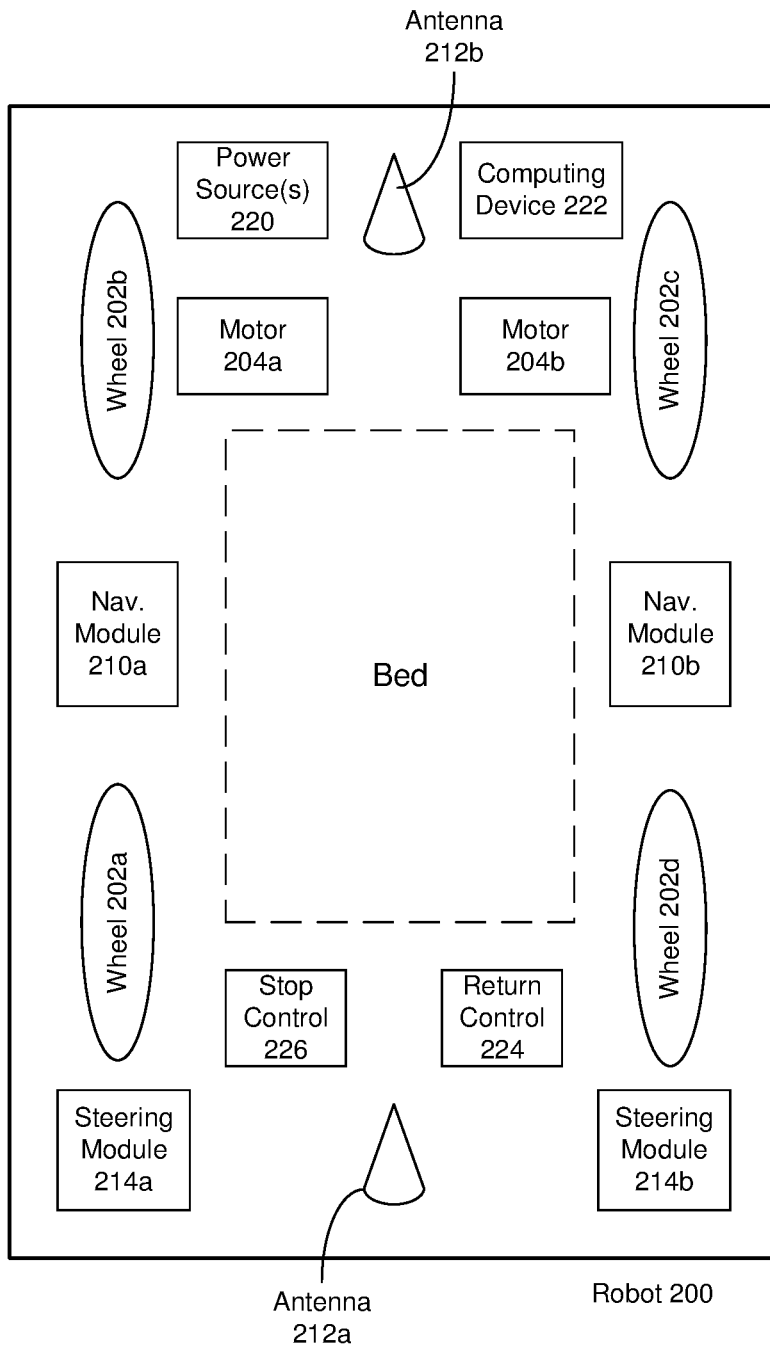 Antenna
212b
Power
Source(s)
220
Computing
Device 222
Wheel 202b
Motor
204a
Motor
204b
Wheel 202c
Nav.
Module
210a
Bed
Nav.
Module
210b
Wheel 202a
Wheel 202d
Stop
Control
226
Return
Control
224
Steering
Module
214a
Steering
Module
214b
Antenna
212a
Robot 200